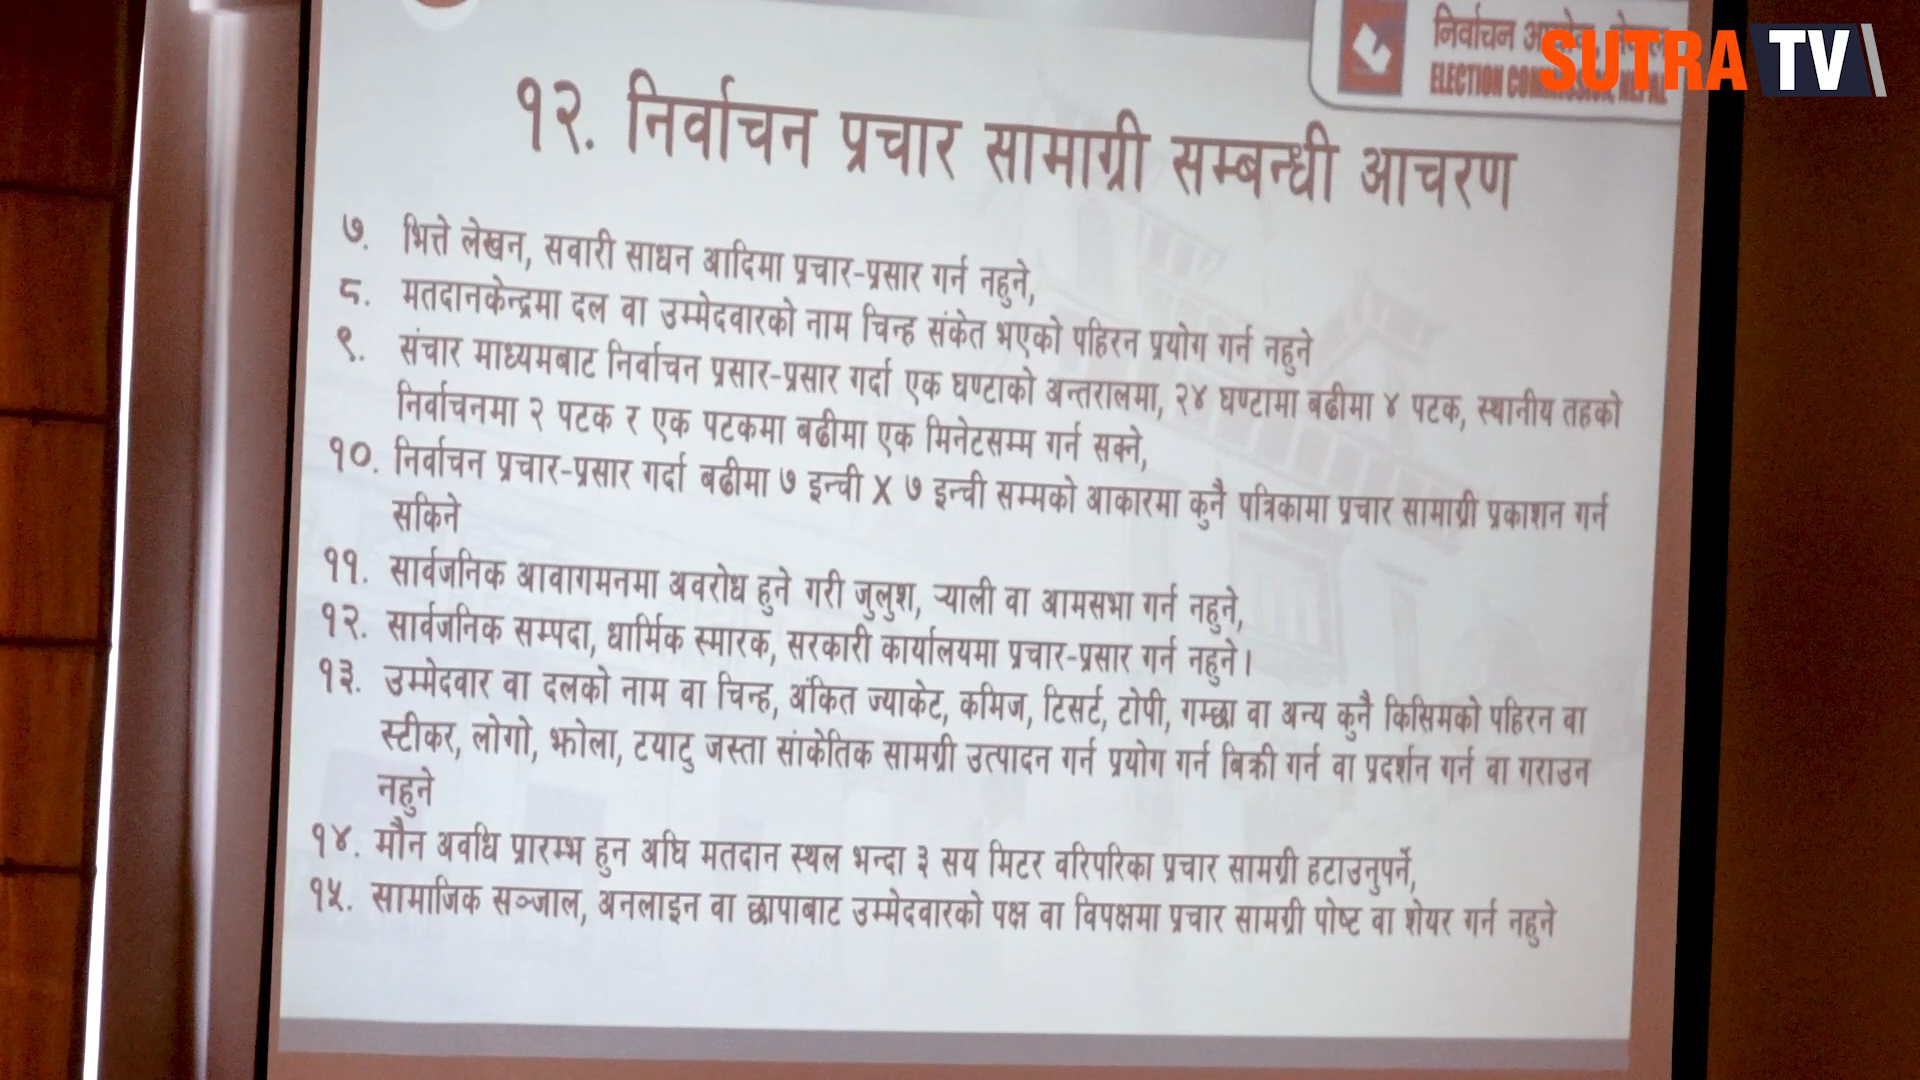 निर्वाचन
SUTRA TV
ELECTION
१२. निर्वाचन प्रचार सामाग्री सम्बन्धी आचरण
७. भित्ते लेखन, सवारी साधन आदिमा प्रचार-प्रसार गर्न नहुने,
८. मतदानकेन्द्रमा दल वा उम्मेदवारको नाम चिन्ह संकेत भएको पहिरन प्रयोग गर्न नहुने
९. संचार माध्यमबाट निर्वाचन प्रसार-प्रसार गर्दा एक घण्टाको अन्तरालमा, २४ घण्टामा बढीमा ४ पटक, स्थानीय तहको
निर्वाचनमा २ पटक र एक पटकमा बढीमा एक मिनेटसम्म गर्न सक्ने,
१०. निर्वाचन प्रचार-प्रसार गर्दा बढीमा ७ इन्ची X ७ इन्ची सम्मको आकारमा कुनै पत्रिकामा प्रचार सामाग्री प्रकाशन गर्न
सकिने
११. सार्वजनिक आवागमनमा अवरोध हुने गरी जुलुश, र्‍याली वा आमसभा गर्न नहुने,
१२. सार्वजनिक सम्पदा, धार्मिक स्मारक, सरकारी कार्यालयमा प्रचार-प्रसार गर्न नहुने।
१३. उम्मेदवार वा दलको नाम वा चिन्ह, अंकित ज्याकेट, कमिज, टिसर्ट, टोपी, गम्छा वा अन्य कुनै किसिमको पहिरन वा
स्टीकर, लोगो, झोला, टयाटु जस्ता सांकेतिक सामग्री उत्पादन गर्न प्रयोग गर्न बिक्री गर्न वा प्रदर्शन गर्न वा गराउन
नहुने
१४. मौन अवधि प्रारम्भ हुन अघि मतदान स्थल भन्दा ३ सय मिटर वरिपरिका प्रचार सामग्री हटाउनुपर्ने,
१५. सामाजिक सञ्जाल, अनलाइन वा छापाबाट उम्मेदवारको पक्ष वा विपक्षमा प्रचार सामग्री पोष्ट वा शेयर गर्न नहुने